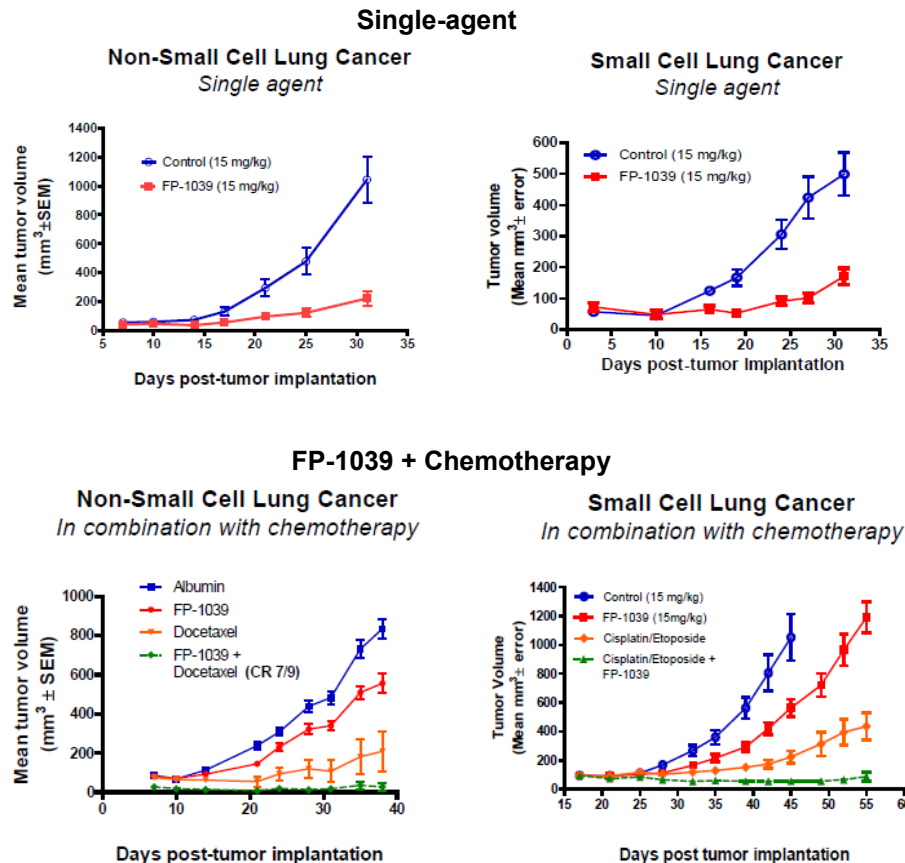 Single-agent
Non-Small Cell Lung Cancer
Single agent
Mean tumor volume
(mm³±SEM)
1400
1200
1000
800
600
400
200
0
Control (15 mg/kg)
FP-1039 (15 mg/kg)
5 10 15 20 25 30 35
Days post-tumor implantation
Small Cell Lung Cancer
Single agent
Tumor volume
(Mean mm³± error)
600
500
400
300
200
100
0
Control (15 mg/kg)
FP-1039 (15 mg/kg)
0 5 10 15 20 25 30 35
Days post-tumor Implantation
FP-1039 + Chemotherapy
Non-Small Cell Lung Cancer
In combination with chemotherapy
Mean tumor volume
(mm³ ± SEM)
1000
800
600
400
200
0
Albumin
FP-1039
Docetaxel
FP-1039 +
Docetaxel (CR 7/9)
0 10 20 30 40
Days post-tumor implantation
Small Cell Lung Cancer
In combination with chemotherapy
Tumor Volume
(Mean mm³± error)
1400
1200
1000
800
600
400
200
0
Control (15 mg/kg)
FP-1039 (15mg/kg)
Cisplatin/Etoposide
Cisplatin/Etoposide +
FP-1039
15 20 25 30 35 40 45 50 55 60
Days post tumor implantation